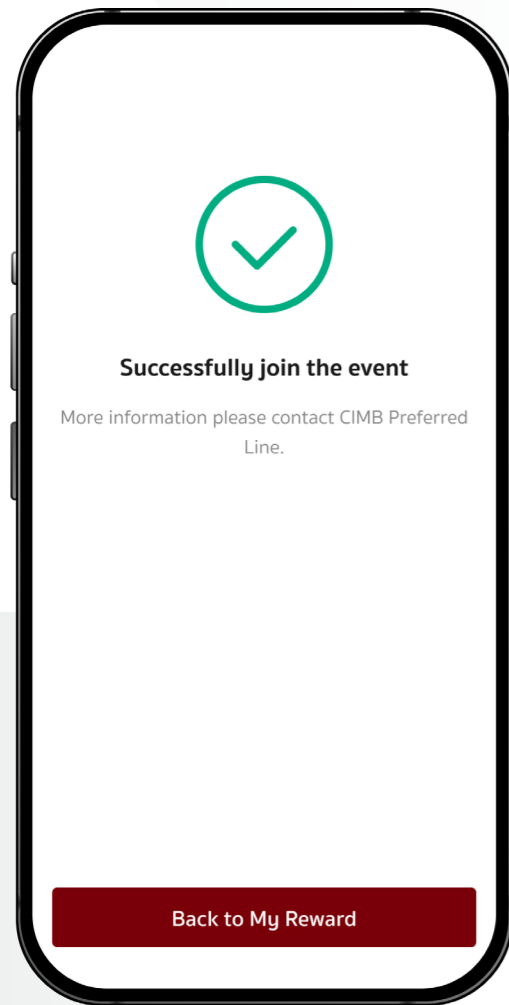 Successfully join the event
More information please contact CIMB Preferred
Line.
Back to My Reward